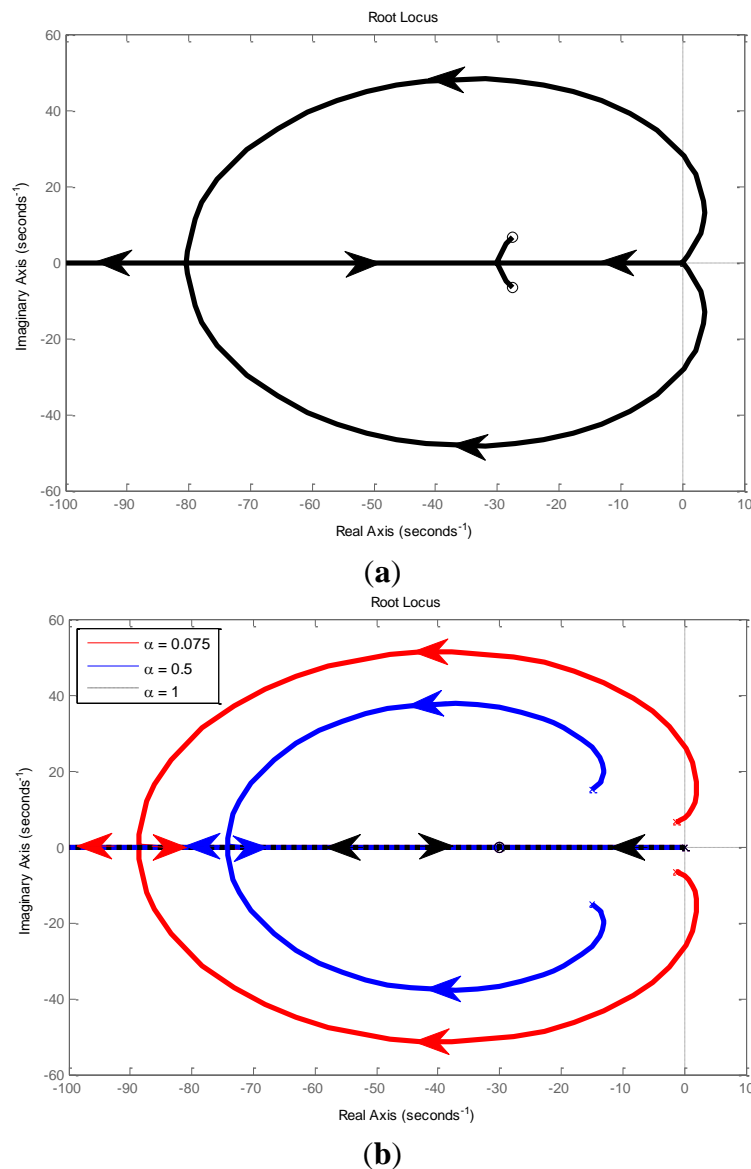 Root Locus
60
40
20
0
-20
-40
-60
Imaginary Axis (seconds⁻¹)
-100 -90 -80 -70 -60 -50 -40 -30 -20 -10 0 10
Real Axis (seconds⁻¹)
(a)
Root Locus
α = 0.075
α = 0.5
α = 1
60
40
20
0
-20
-40
-60
Imaginary Axis (seconds⁻¹)
-100 -90 -80 -70 -60 -50 -40 -30 -20 -10 0 10
Real Axis (seconds⁻¹)
(b)